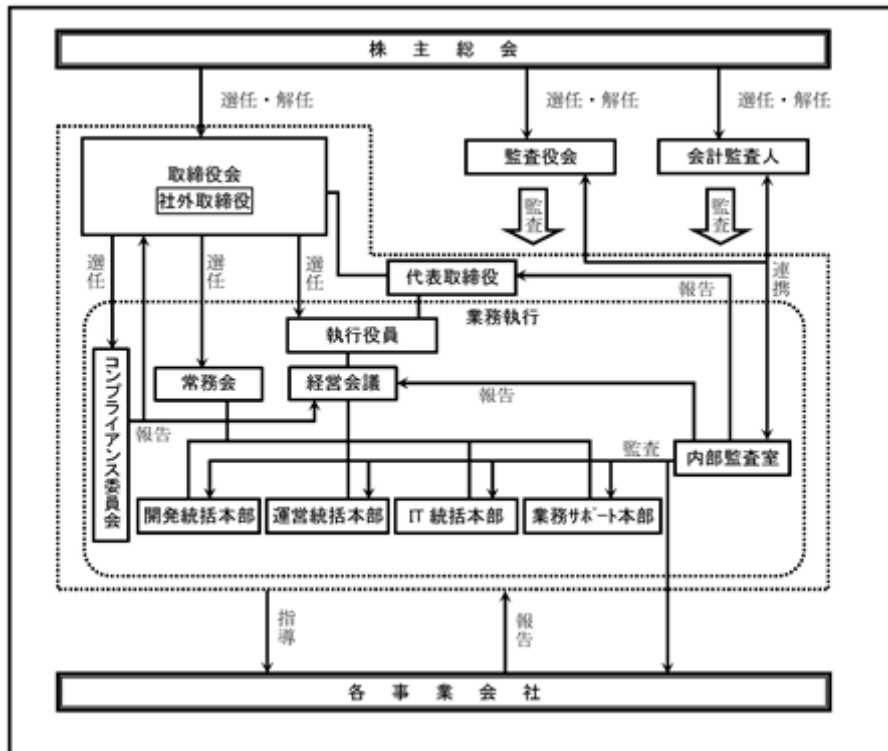 株主総会
選任・解任
選任・解任
選任・解任
取締役会
社外取締役
監査役会
会計監査人
監査
監査
選任
選任
選任
代表取締役
報告
連携
業務執行
執行役員
コンプライアンス委員会
常務会
経営会議
報告
報告
監査
内部監査室
開発統括本部
運営統括本部
IT統括本部
業務サポート本部
指導
報告
各事業会社